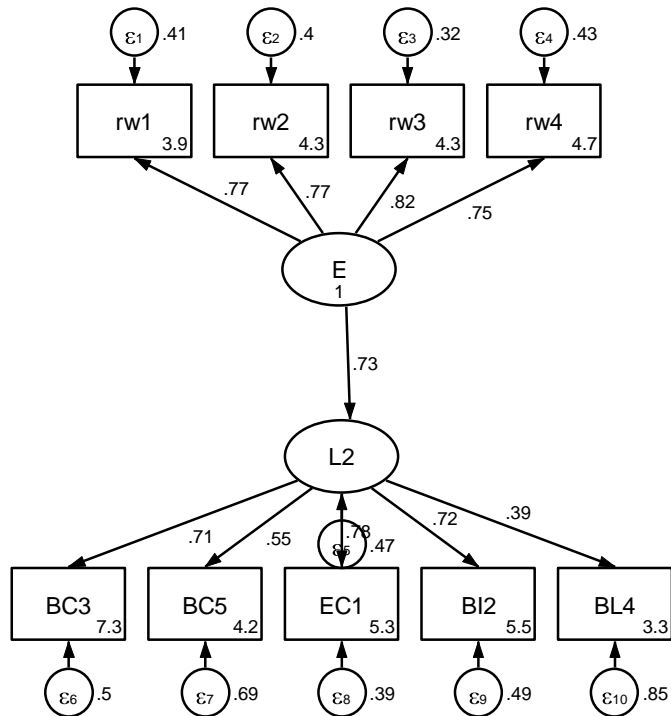 ε1 .41 ε2 .4 ε3 .32 ε4 .43
rw1 rw2 rw3 rw4
3.9 4.3 4.3 4.7
.77 .77 .82 .75
E
1
.73
L2
.71 .55 .78 .72 .39
ε5 .47
BC3 BC5 EC1 BI2 BL4
7.3 4.2 5.3 5.5 3.3
ε6 .5 ε7 .69 ε8 .39 ε9 .49 ε10 .85